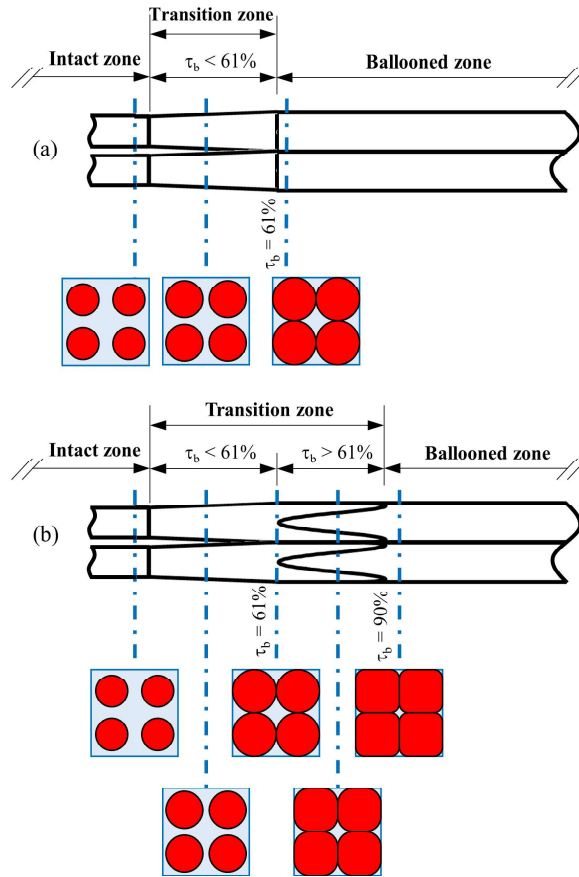 Transition zone
Intact zone
τb < 61%
Ballooned zone
(a)
τb = 61%
Transition zone
Intact zone
τb < 61%
τb > 61%
Ballooned zone
(b)
τb = 61%
τb = 90%